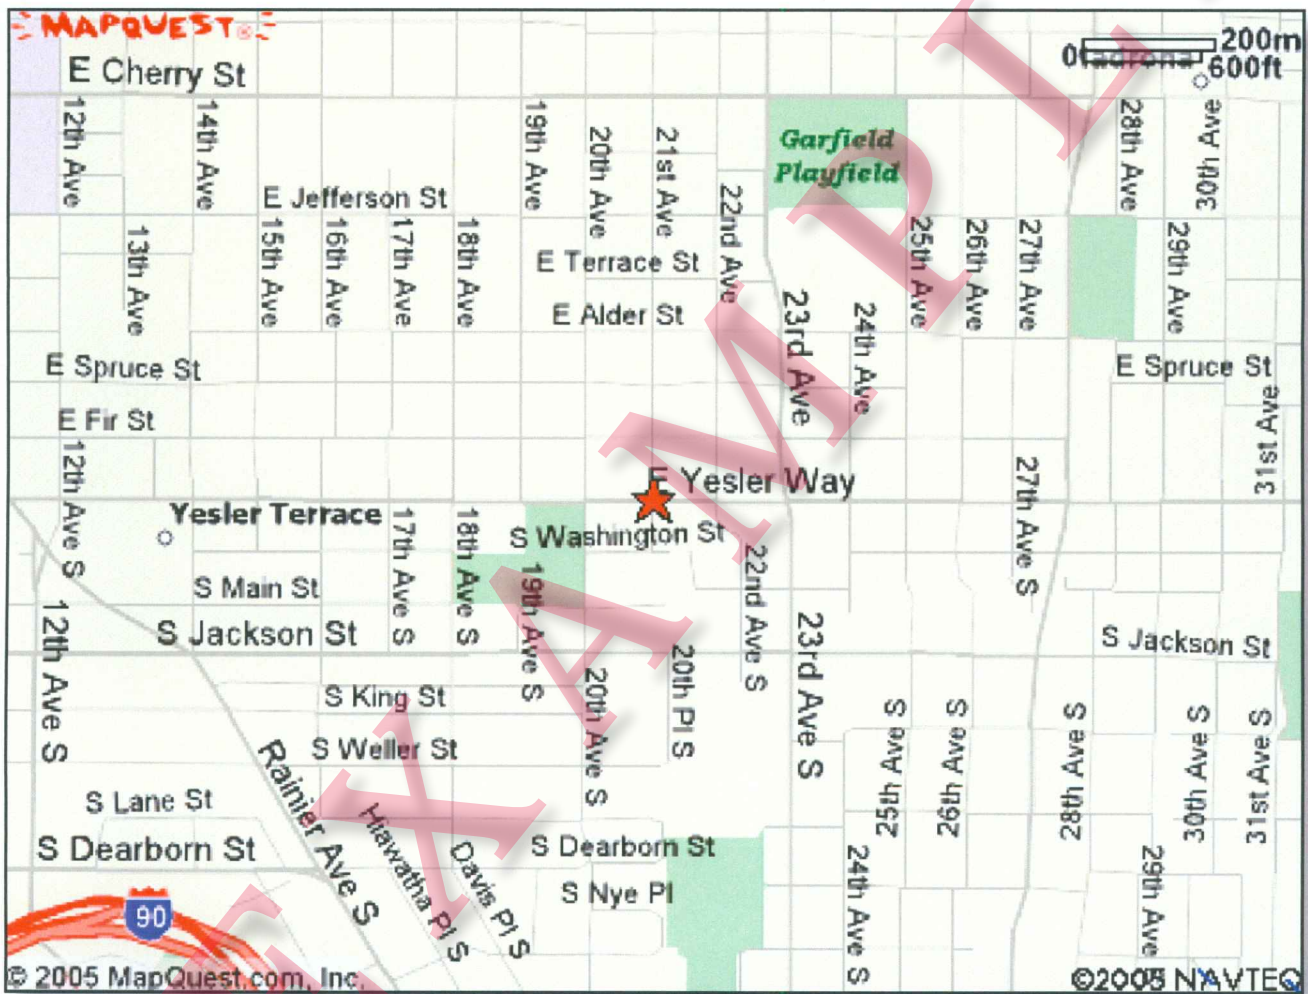 MAPQUEST®
200m
0
Madrona
600ft
E Cherry St
12th Ave
14th Ave
19th Ave
20th Ave
21st Ave
Garfield
Playfield
28th Ave
30th Ave
E Jefferson St
22nd Ave
13th Ave
15th Ave
16th Ave
17th Ave
18th Ave
E Terrace St
25th Ave
26th Ave
27th Ave
29th Ave
E Alder St
23rd Ave
24th Ave
E Spruce St
E Spruce St
E Fir St
31st Ave
12th Ave S
E Yesler Way
27th Ave S
Yesler Terrace
17th Ave S
18th Ave S
S Washington St
22nd Ave S
S Main St
19th Ave S
12th Ave S
S Jackson St
23rd Ave S
S Jackson St
20th Pl S
S King St
20th Ave S
25th Ave S
26th Ave S
28th Ave S
30th Ave S
31st Ave S
S Weller St
Rainier Ave S
S Lane St
Hiawatha Pl S
S Dearborn St
Davis Pl S
S Dearborn St
24th Ave S
29th Ave S
S Nye Pl
90
© 2005 MapQuest.com, Inc.
©2005 NAVTEQ
EXAMPL